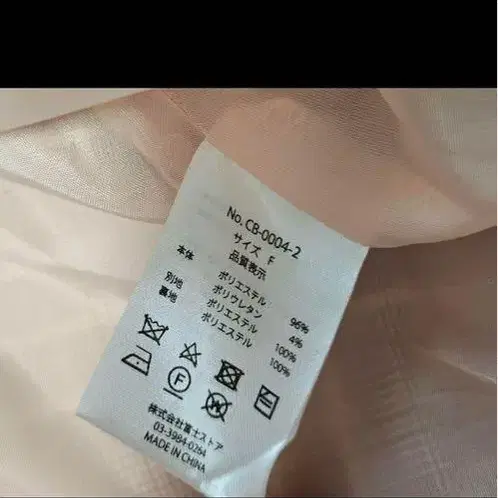 No. CB-0004-2
サイズ F
品質表示
本体 ポリエステル 96%
ポリウレタン 4%
別地 ポリエステル 100%
裏地 ポリエステル 100%
F
W
株式会社富士ストア
03-3984-0264
MADE IN CHINA